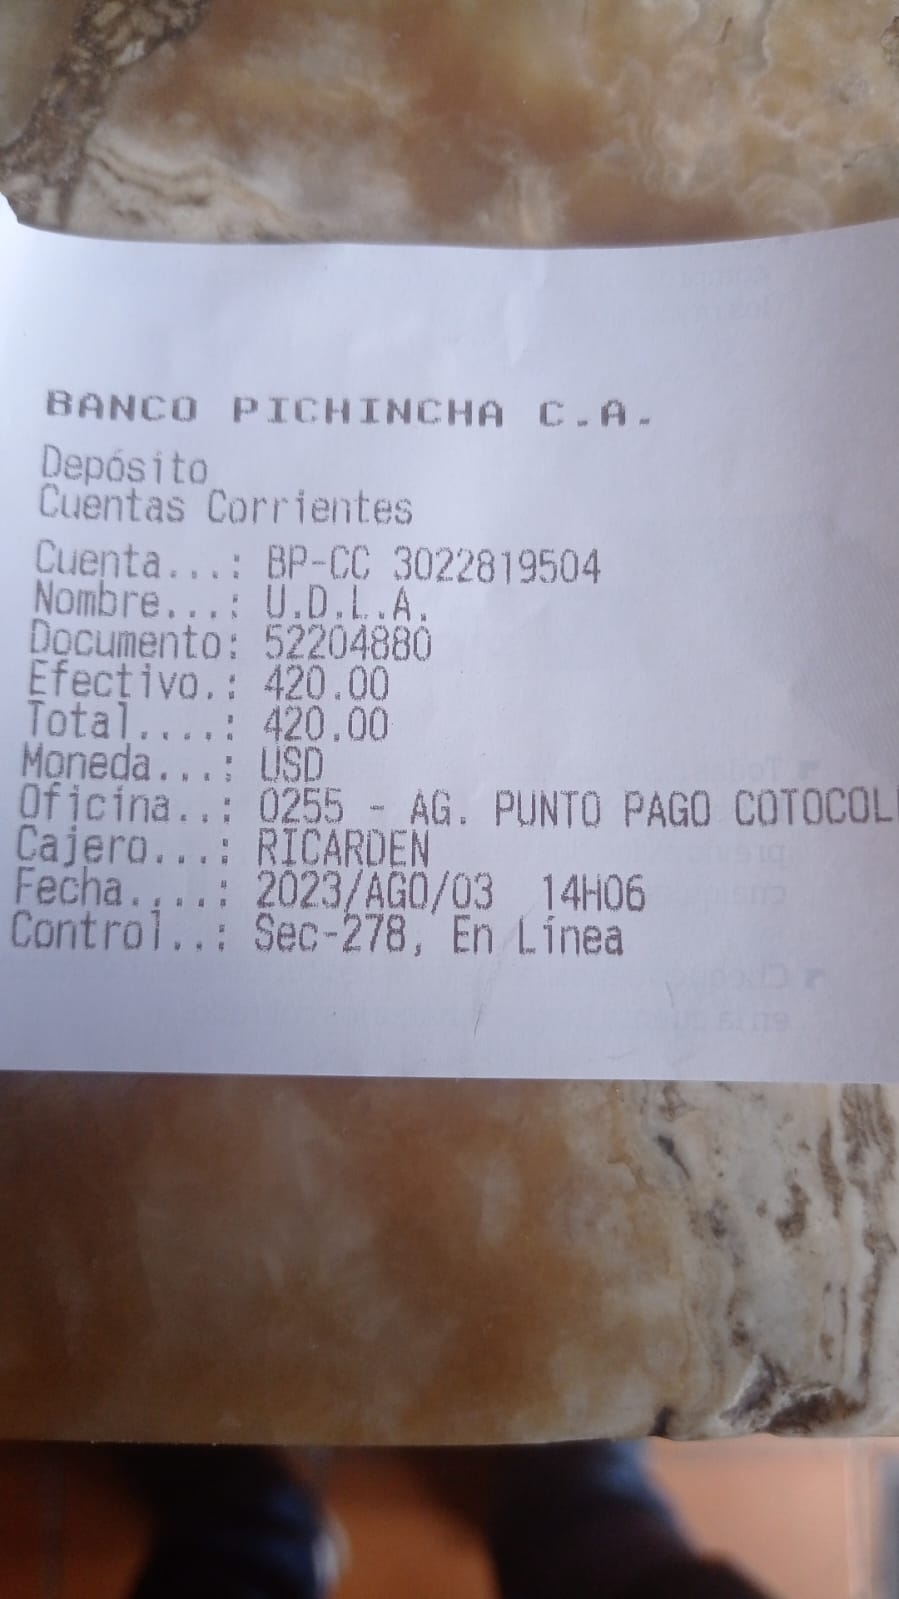 BANCO PICHINCHA C.A.
Depósito
Cuentas Corrientes
Cuenta...: BP-CC 3022819504
Nombre...: U.D.L.A.
Documento: 52204880
Efectivo.: 420.00
Total....: 420.00
Moneda...: USD
Oficina..: 0255 - AG. PUNTO PAGO COTOCOL
Cajero...: RICARDEN
Fecha....: 2023/AGO/03 14H06
Control..: Sec-278, En Línea